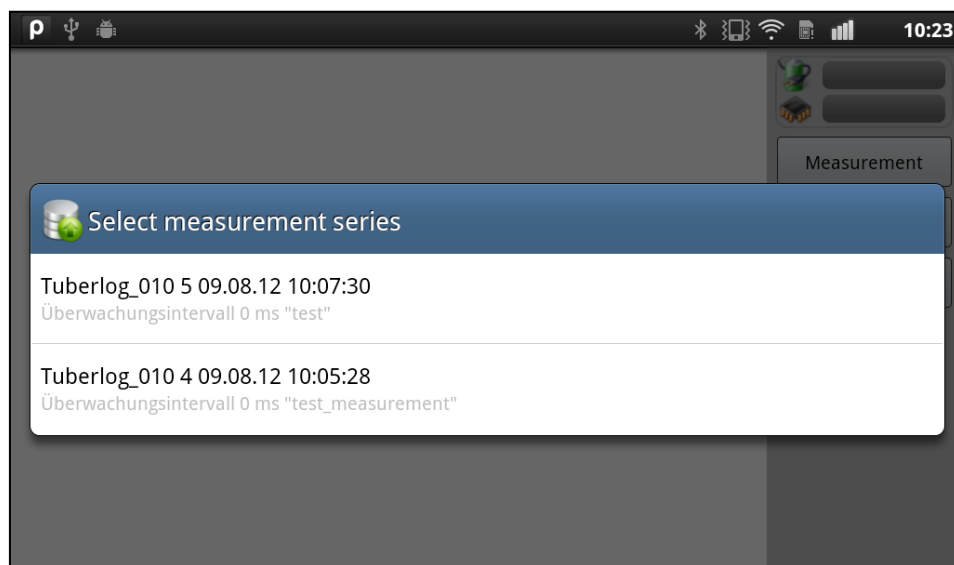 10:23
Measurement
Select measurement series
Tuberlog_010 5 09.08.12 10:07:30
Überwachungsintervall 0 ms "test"
Tuberlog_010 4 09.08.12 10:05:28
Überwachungsintervall 0 ms "test_measurement"